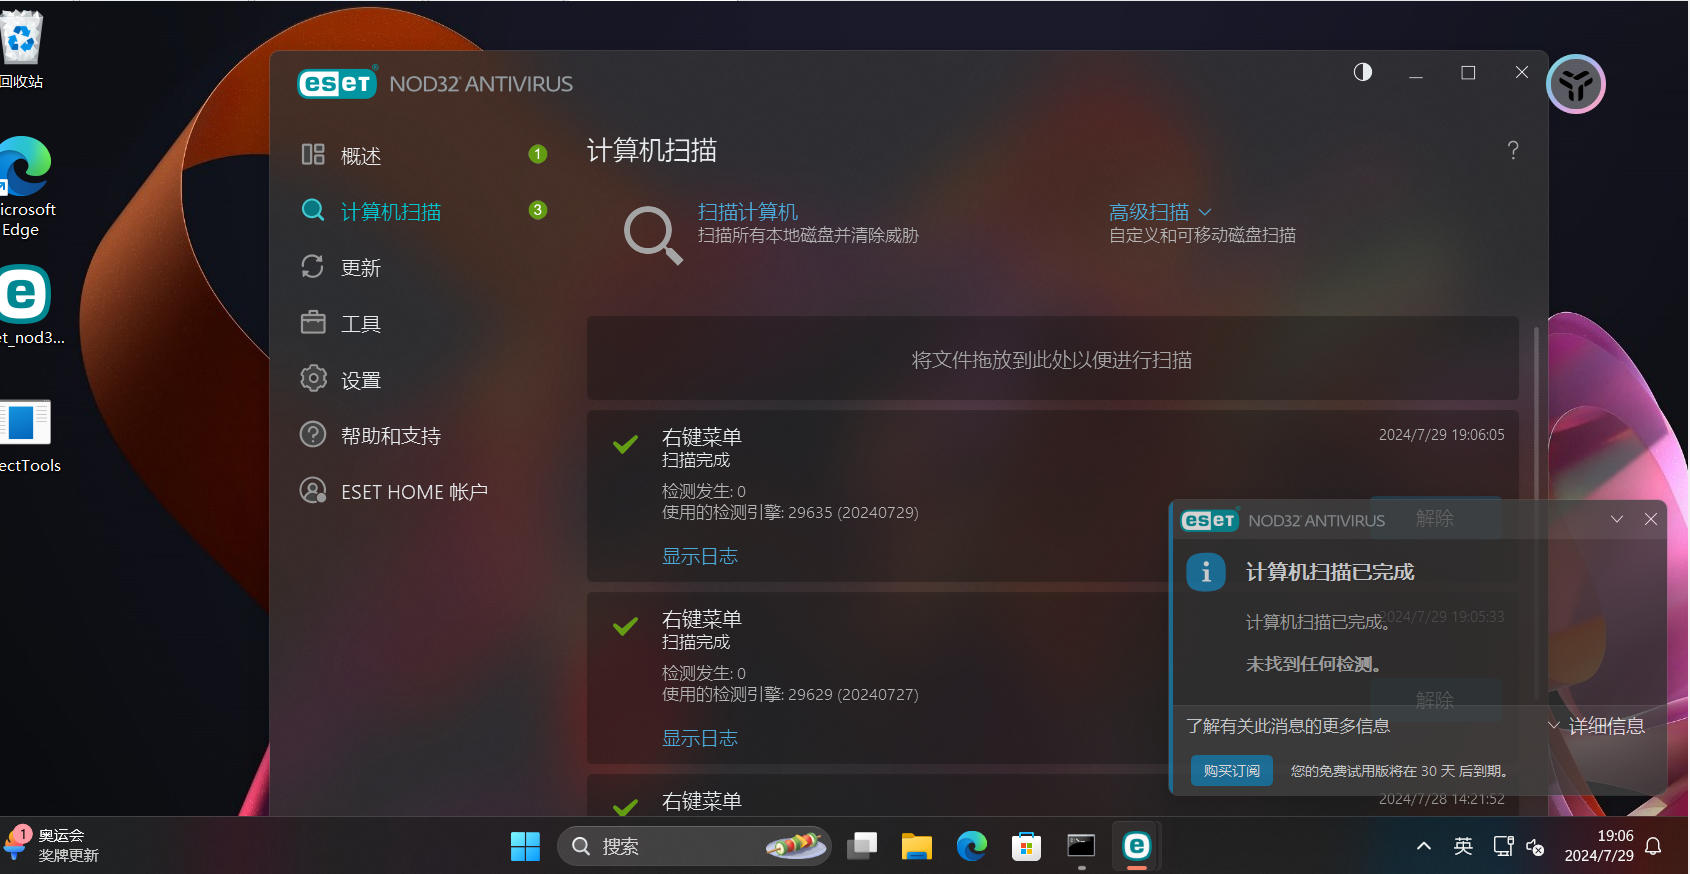 回收站
icrosoft
Edge
et_nod3...
ectTools
eseT NOD32 ANTIVIRUS
概述
1
计算机扫描
3
更新
工具
设置
帮助和支持
ESET HOME 帐户
计算机扫描
?
扫描计算机
扫描所有本地磁盘并清除威胁
高级扫描
自定义和可移动磁盘扫描
将文件拖放到此处以便进行扫描
右键菜单
2024/7/29 19:06:05
扫描完成
检测发生: 0
使用的检测引擎: 29635 (20240729)
显示日志
解除
右键菜单
2024/7/29 19:05:33
扫描完成
检测发生: 0
使用的检测引擎: 29629 (20240727)
显示日志
解除
右键菜单
2024/7/28 14:21:52
eseT NOD32 ANTIVIRUS
计算机扫描已完成
计算机扫描已完成。
未找到任何检测。
了解有关此消息的更多信息
详细信息
购买订阅
您的免费试用版将在 30 天 后到期。
1
奥运会
奖牌更新
搜索
英
19:06
2024/7/29